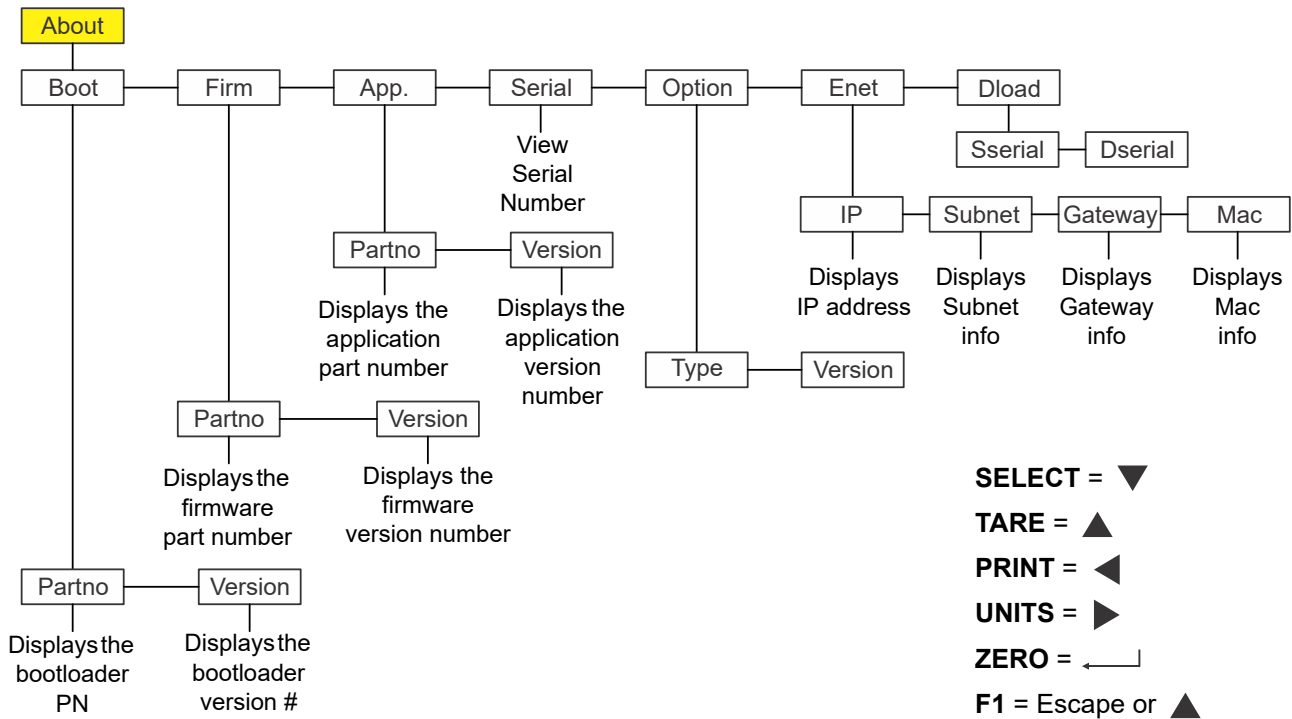 About
Boot
Firm
App.
Serial
Option
Enet
Dload
View
Serial
Number
Sserial
Dserial
IP
Subnet
Gateway
Mac
Displays
IP address
Displays
Subnet
info
Displays
Gateway
info
Displays
Mac
info
Partno
Version
Displays the
application
part number
Displays the
application
version
number
Type
Version
Partno
Version
Displays the
firmware
part number
Displays the
firmware
version number
Partno
Version
Displays the
bootloader
PN
Displays the
bootloader
version #
SELECT = ▼
TARE = ▲
PRINT = ◀
UNITS = ▶
ZERO = ↵
F1 = Escape or ▲